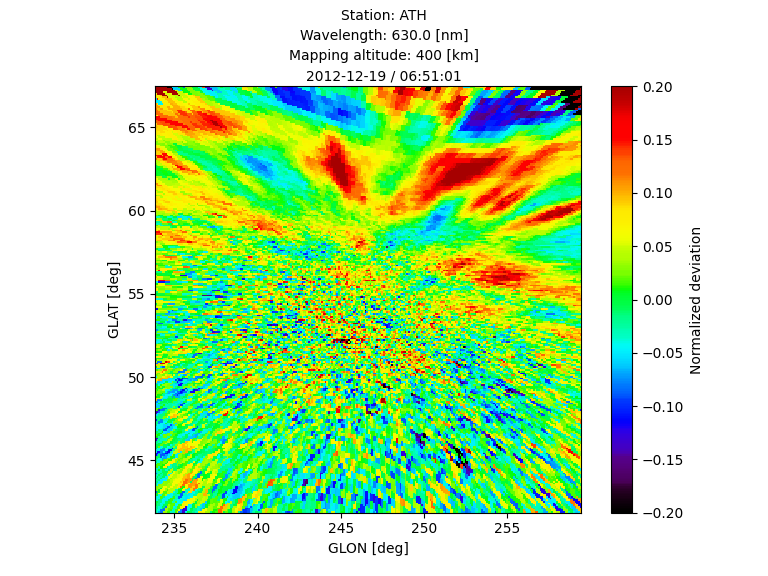 Station: ATH
Wavelength: 630.0 [nm]
Mapping altitude: 400 [km]
2012-12-19 / 06:51:01
GLAT [deg]
65
60
55
50
45
235
240
245
250
255
GLON [deg]
0.20
0.15
0.10
0.05
0.00
−0.05
−0.10
−0.15
−0.20
Normalized deviation